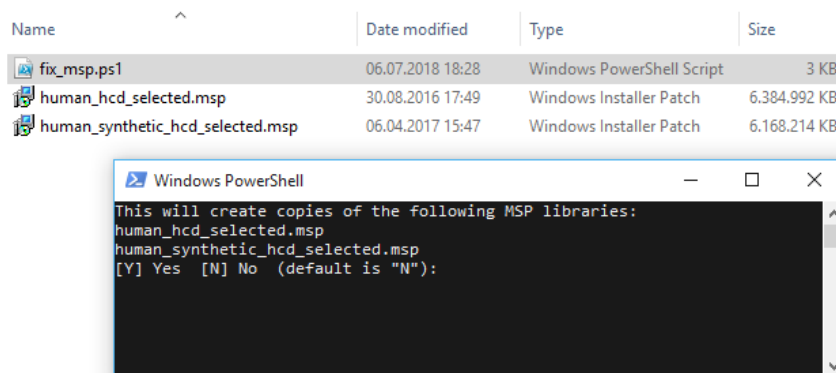 Name Date modified Type Size
fix_msp.ps1 06.07.2018 18:28 Windows PowerShell Script 3 KB
human_hcd_selected.msp 30.08.2016 17:49 Windows Installer Patch 6.384.992 KB
human_synthetic_hcd_selected.msp 06.04.2017 15:47 Windows Installer Patch 6.168.214 KB
Windows PowerShell
This will create copies of the following MSP libraries:
human_hcd_selected.msp
human_synthetic_hcd_selected.msp
[Y] Yes  [N] No  (default is "N"):